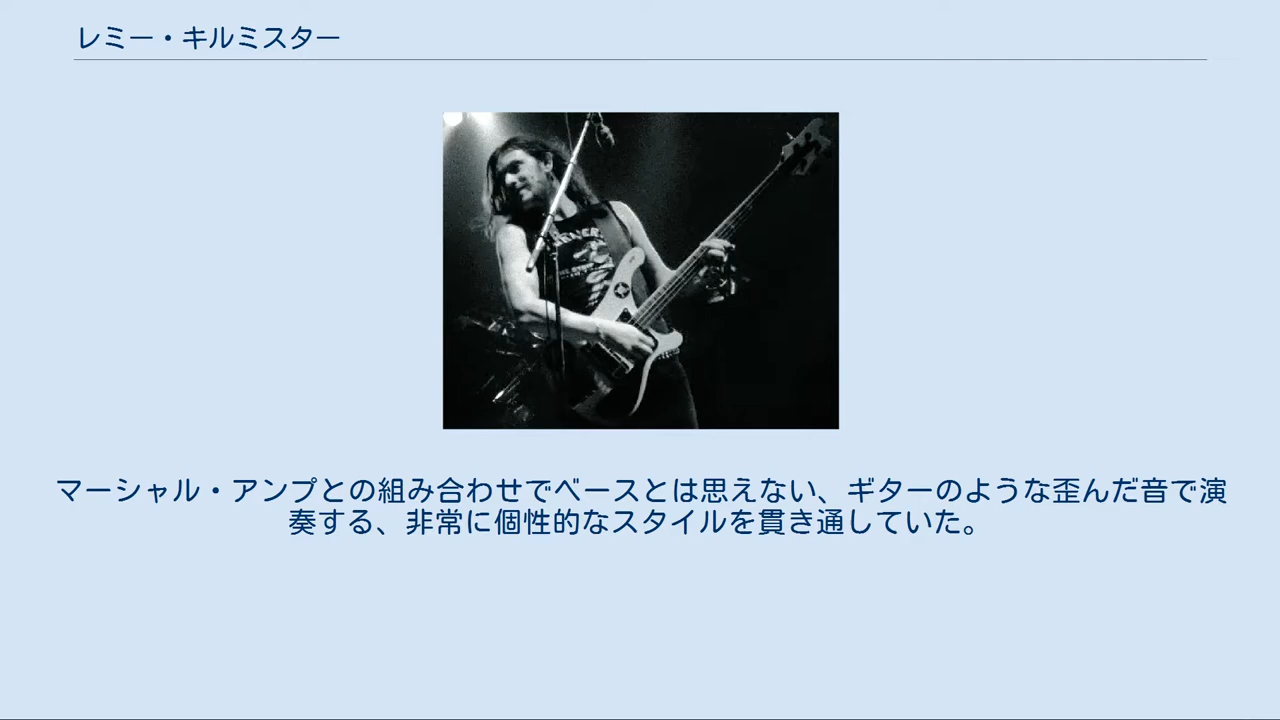 レミー・キルミスター
マーシャル・アンプとの組み合わせでベースとは思えない、ギターのような歪んだ音で演
奏する、非常に個性的なスタイルを貫き通していた。